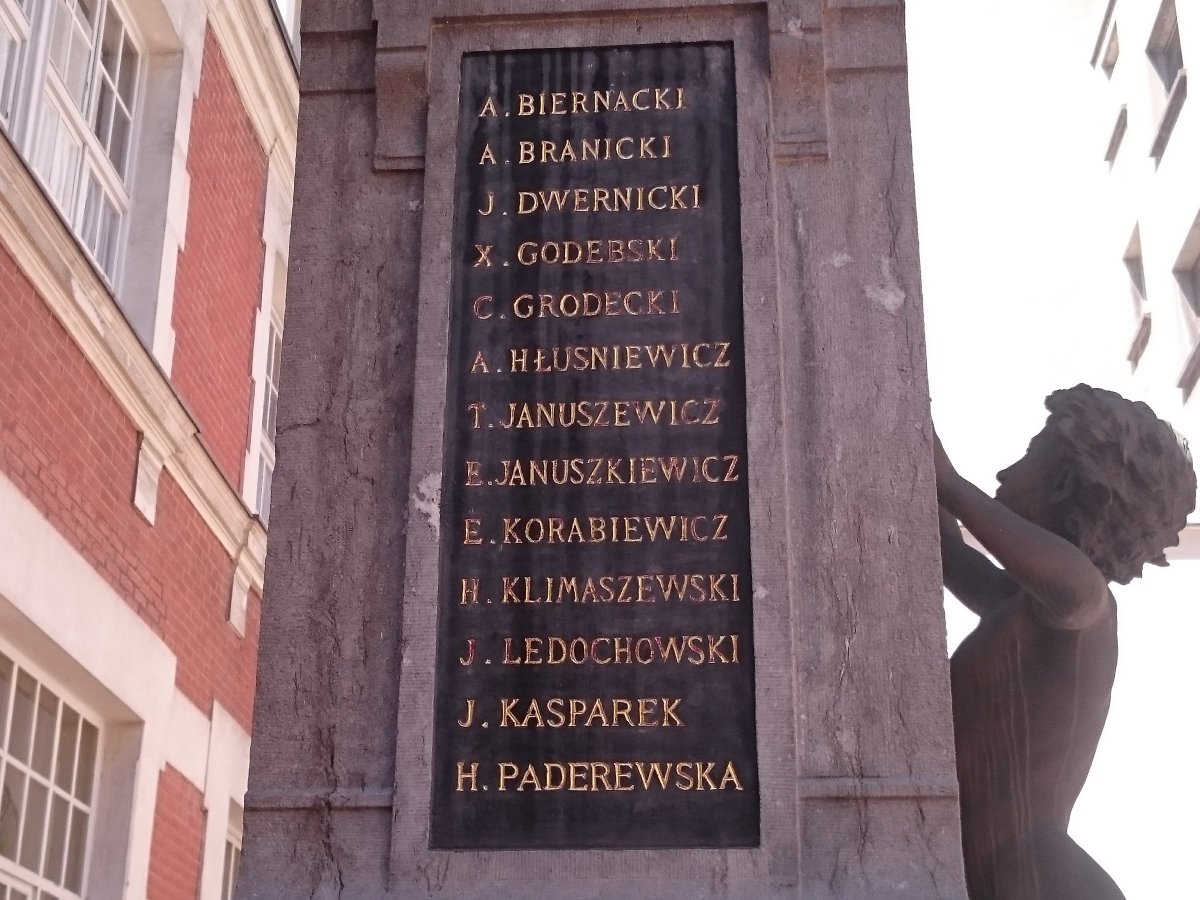 A. BIERNACKI
A. BRANICKI
J. DWERNICKI
X. GODEBSKI
C. GRODECKI
A. HŁUSNIEWICZ
T. JANUSZEWICZ
E. JANUSZKIEWICZ
E. KORABIEWICZ
H. KLIMASZEWSKI
J. LEDOCHOWSKI
J. KASPAREK
H. PADEREWSKA